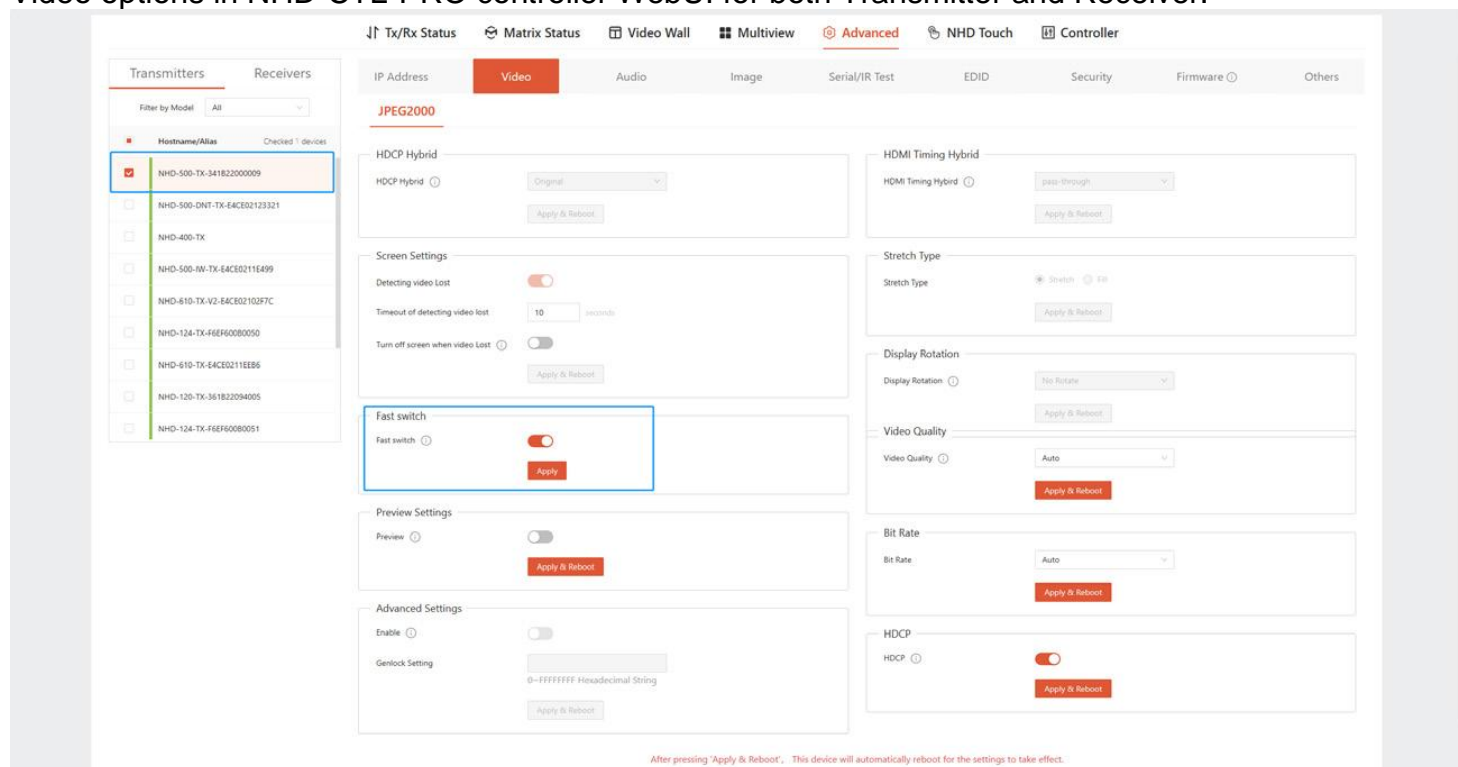 Video options in NHD-CTL-PRO controller WebUI for both Transmitter and Receiver.
Tx/Rx Status Matrix Status Video Wall Multiview Advanced NHD Touch Controller
Transmitters Receivers
Filter by Model All
Hostname/Alias Checked 1 devices
NHD-500-TX-341B22000009
NHD-500-DNT-TX-E4CE02123321
NHD-400-TX
NHD-500-IW-TX-E4CE0211E499
NHD-610-TX-V2-E4CE02102F7C
NHD-124-TX-F6EF60080050
NHD-610-TX-E4CE0211EEB6
NHD-120-TX-361B22094005
NHD-124-TX-F6EF60080051
IP Address Video Audio Image Serial/IR Test EDID Security Firmware Others
JPEG2000
HDCP Hybrid
HDCP Hybrid Original
Apply & Reboot
Screen Settings
Detecting video Lost
Timeout of detecting video lost 10 seconds
Turn off screen when video Lost
Apply & Reboot
Fast switch
Fast switch
Apply
Preview Settings
Preview
Apply & Reboot
Advanced Settings
Enable
Genlock Setting
0~FFFFFFFF Hexadecimal String
Apply & Reboot
HDMI Timing Hybrid
HDMI Timing Hybird pass-through
Apply & Reboot
Stretch Type
Stretch Type Stretch Fill
Apply & Reboot
Display Rotation
Display Rotation No Rotate
Apply & Reboot
Video Quality
Video Quality Auto
Apply & Reboot
Bit Rate
Bit Rate Auto
Apply & Reboot
HDCP
HDCP
Apply & Reboot
After pressing 'Apply & Reboot', This device will automatically reboot for the settings to take effect.